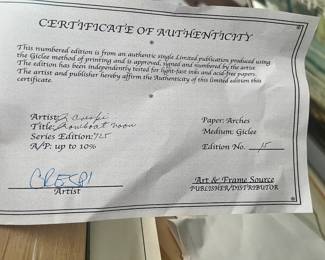 CERTIFICATE OF AUTHENTICITY
This numbered edition is from an authentic single Limited publication produced using
the Giclee method of printing and is approved, signed and numbered by the artist.
The edition has been independently tested for light-fast inks and acid-free papers.
The artist and publisher hereby affirm the Authenticity of this limited edition this
certificate.
Artist:
Paper: Arches
Title: Showboat
Medium: Giclee
Series Edition: 925
A/P: up to 10%
Edition No. 15
CRESPI
Artist
Art & Frame Source
PUBLISHER/DISTRIBUTOR